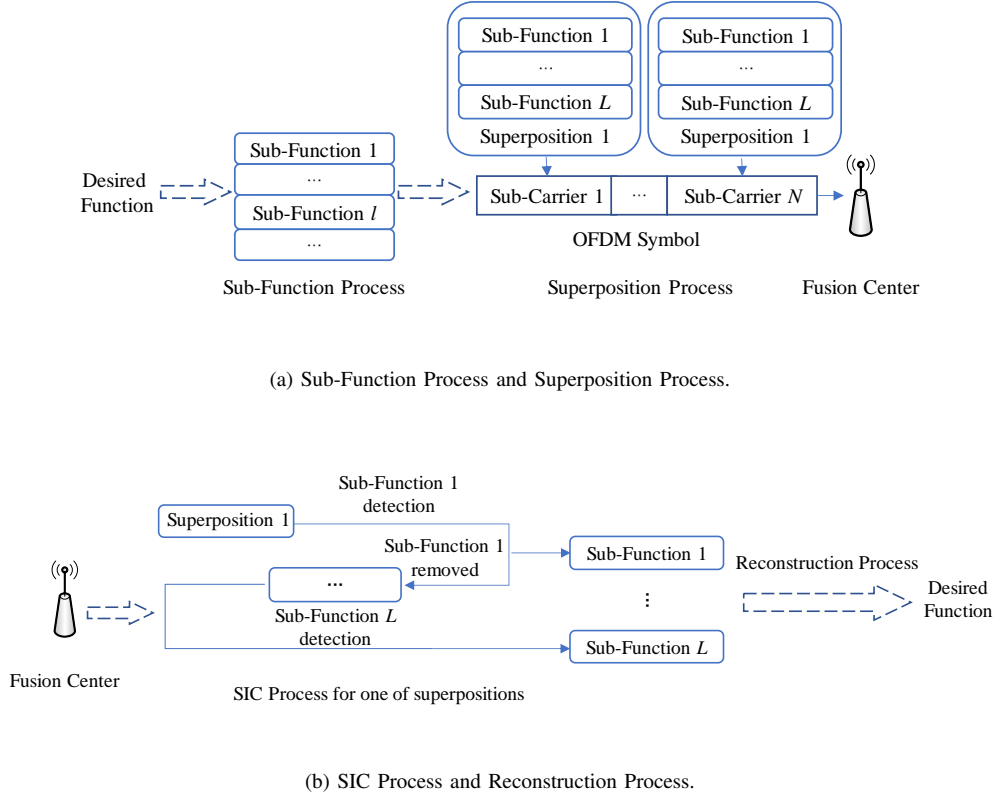 Sub-Function 1
...
Sub-Function L
Superposition 1
Sub-Function 1
...
Sub-Function L
Superposition 1
Desired
Function
Sub-Function 1
...
Sub-Function l
...
Sub-Carrier 1
...
Sub-Carrier N
OFDM Symbol
Sub-Function Process
Superposition Process
Fusion Center
(a) Sub-Function Process and Superposition Process.
Sub-Function 1
detection
Superposition 1
Sub-Function 1
removed
...
Sub-Function L
detection
Sub-Function 1
⋮
Sub-Function L
Reconstruction Process
Desired
Function
Fusion Center
SIC Process for one of superpositions
(b) SIC Process and Reconstruction Process.